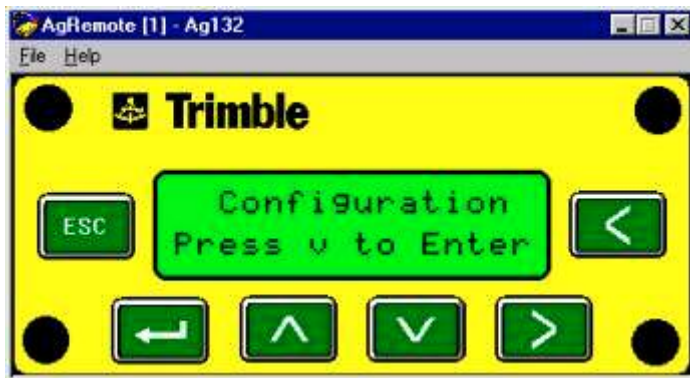 AgRemote [1] - Ag132
File Help
Trimble
ESC
Configuration
Press v to Enter